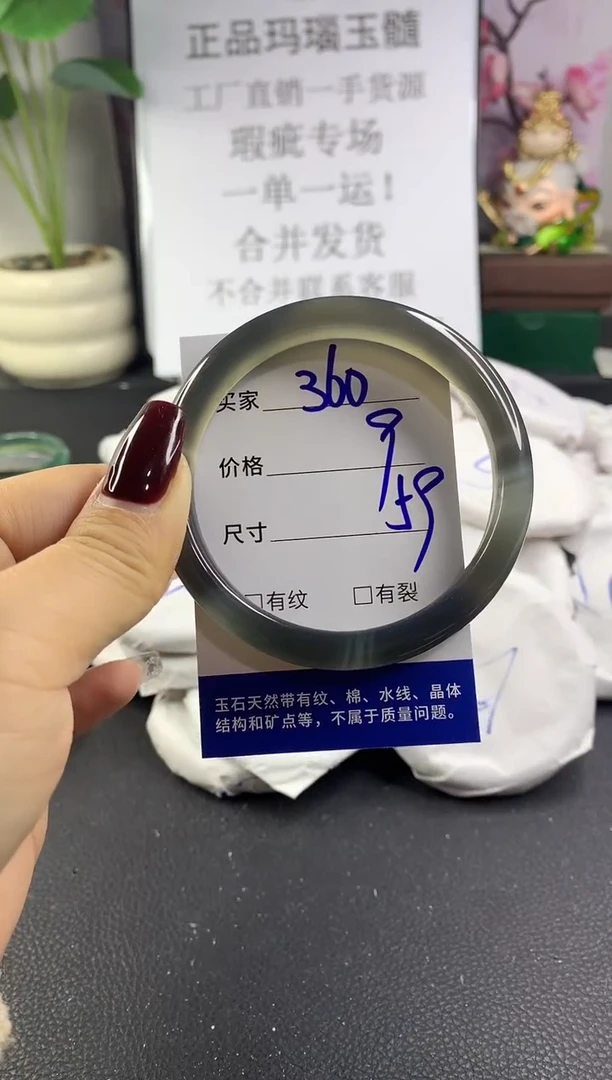 正品玛瑙玉髓
工厂直销一手货源
瑕疵专场
一单一运！
合并发货
不合并联系客服
买家 360
价格 9
尺寸 59
□有纹 □有裂
玉石天然带有纹、棉、水线、晶体
结构和矿点等，不属于质量问题。